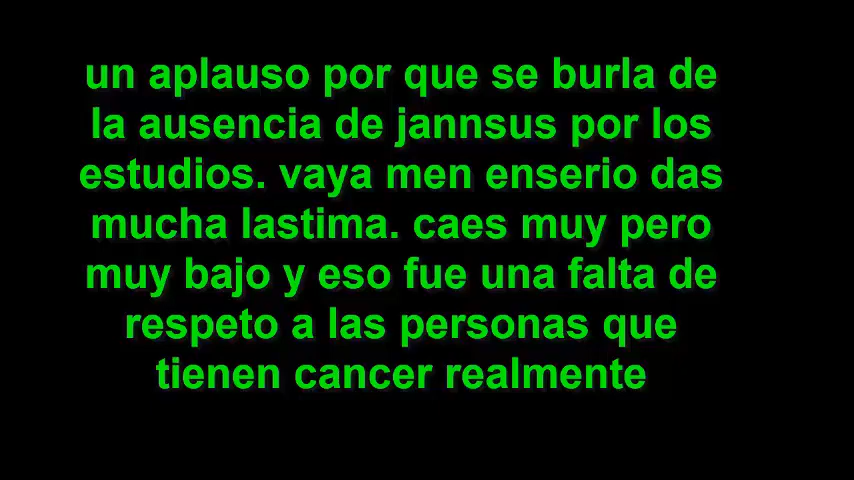 un aplauso por que se burla de
la ausencia de jannsus por los
estudios. vaya men enserio das
mucha lastima. caes muy pero
muy bajo y eso fue una falta de
respeto a las personas que
tienen cancer realmente